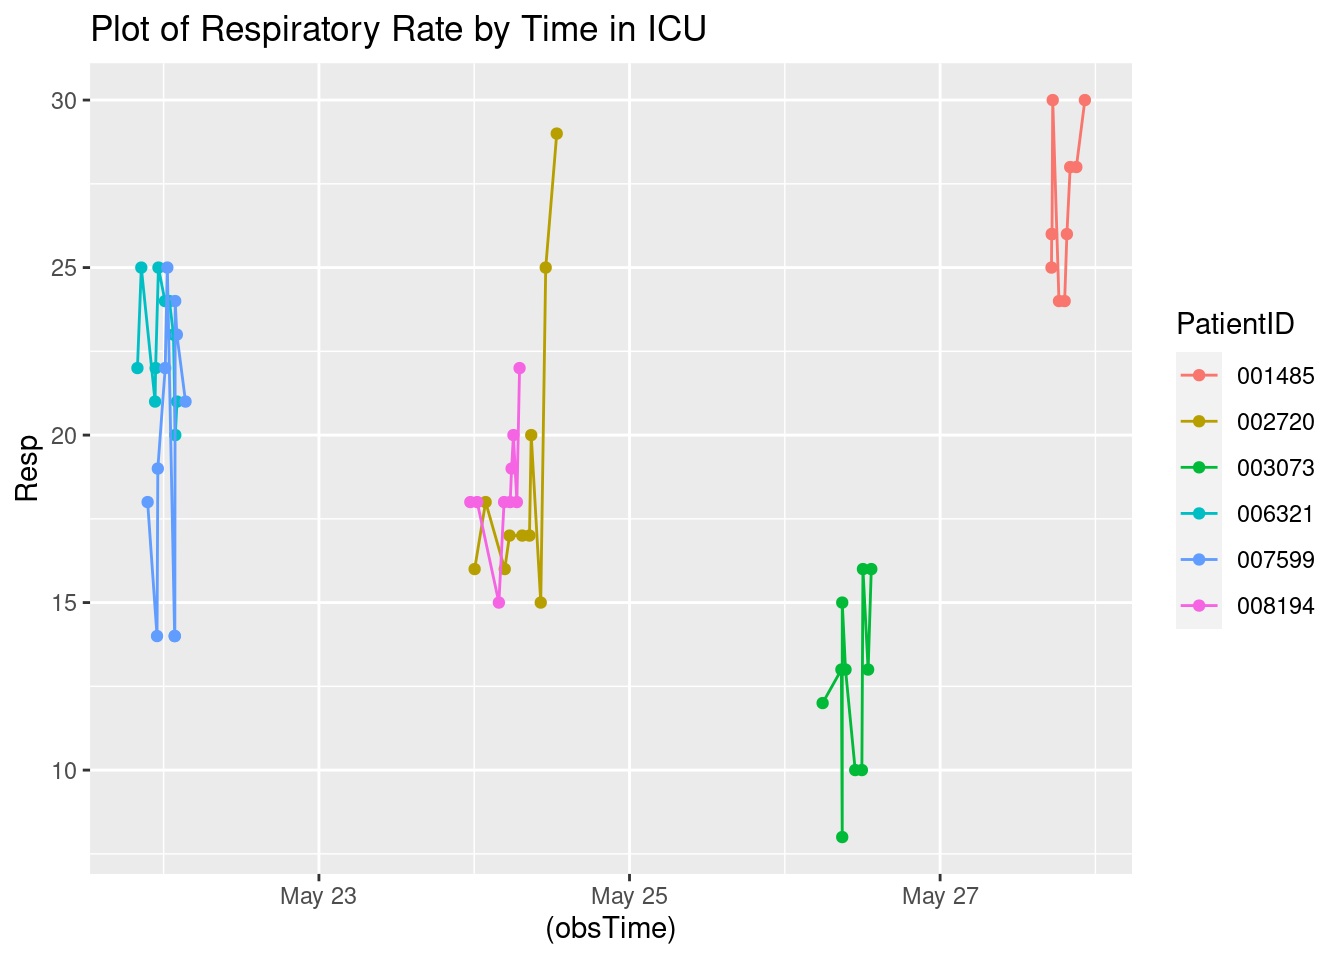 Plot of Respiratory Rate by Time in ICU
30
25
20
15
10
Resp
May 23
May 25
May 27
(obsTime)
PatientID
001485
002720
003073
006321
007599
008194